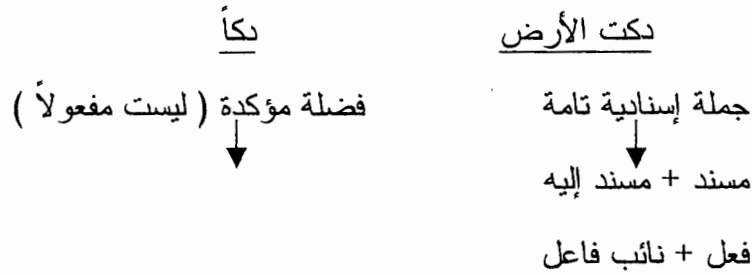 دكت الأرض دكاً
جملة إسنادية تامة فضلة مؤكدة ( ليست مفعولاً )
مسند + مسند إليه
فعل + نائب فاعل